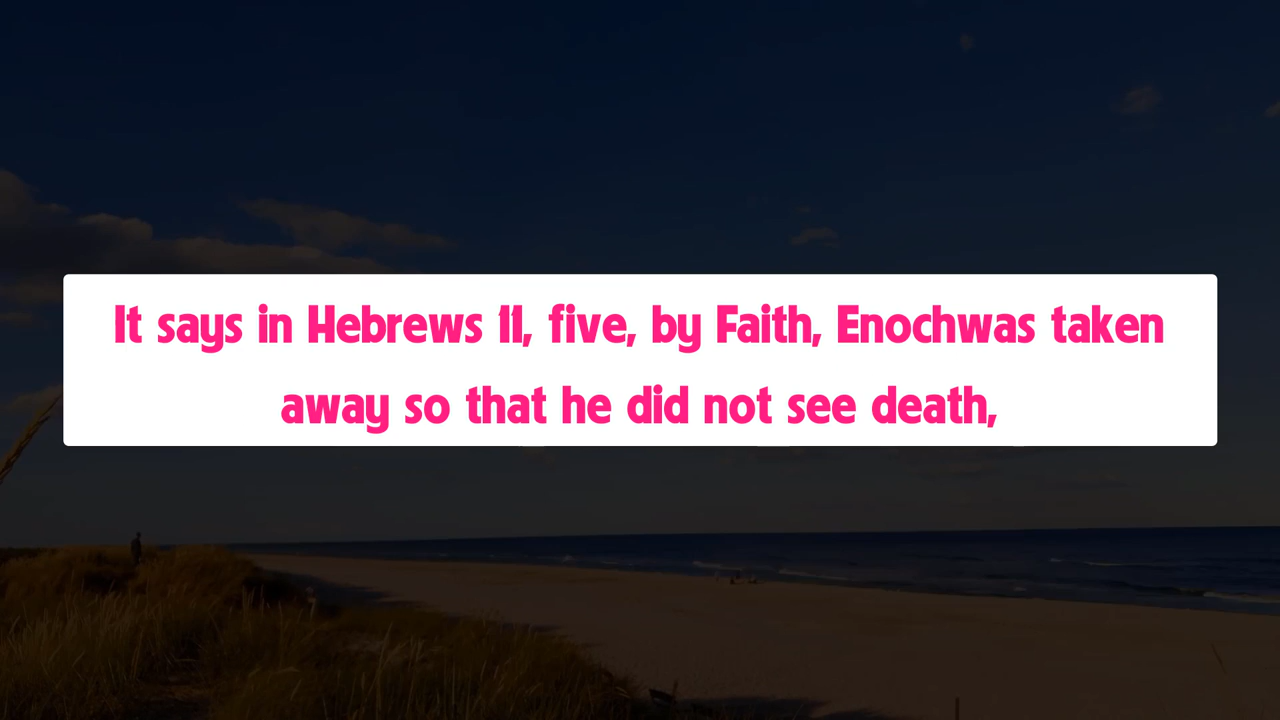 It says in Hebrews 11, five, by Faith, Enochwas taken
away so that he did not see death,